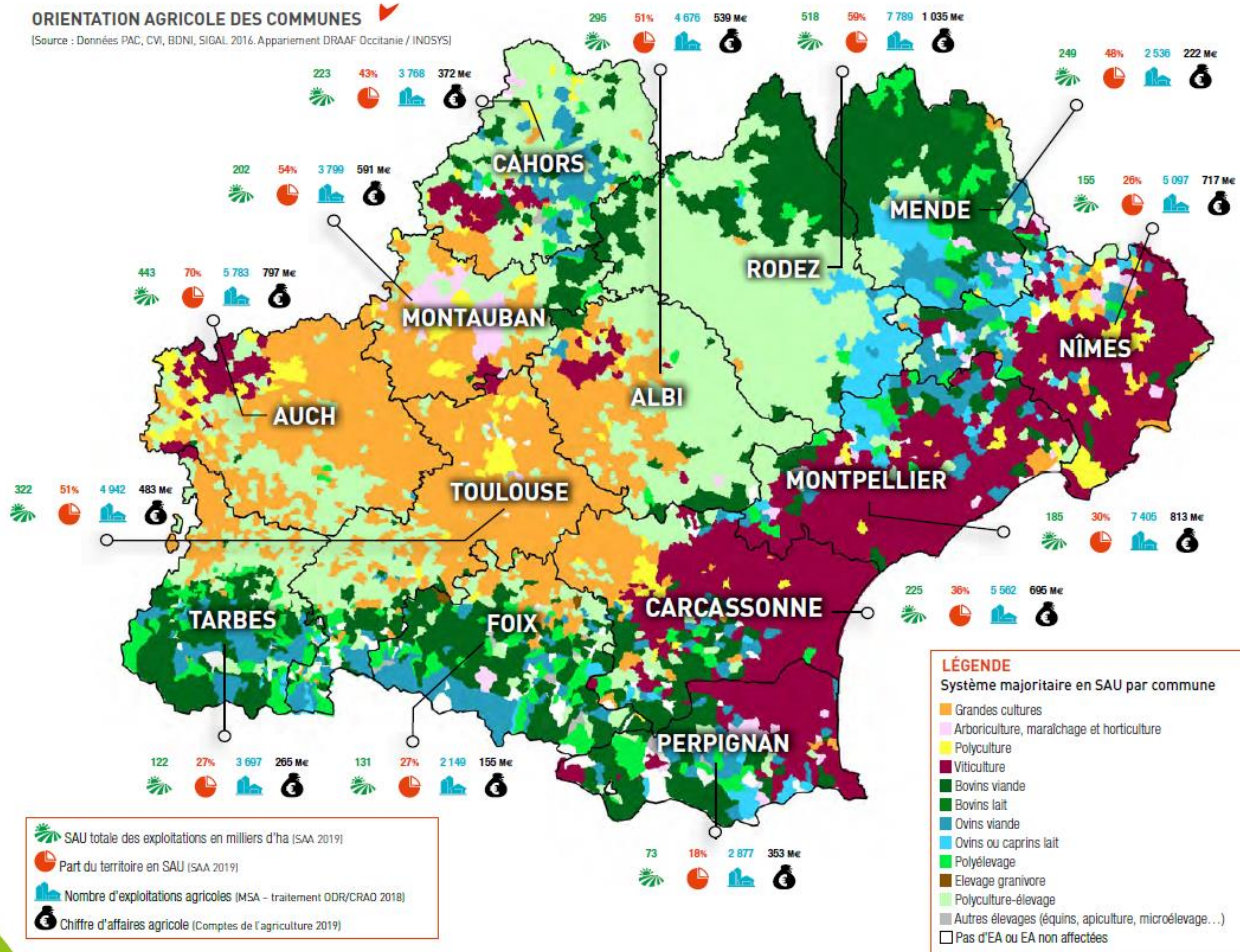 ORIENTATION AGRICOLE DES COMMUNES
(Source : Données PAC, CVI, BDNI, SIGAL 2016. Appariement DRAAF Occitanie / INOSYS)
295 51% 4 676 539 M€
518 59% 7 789 1 035 M€
249 48% 2 536 222 M€
223 43% 3 768 372 M€
CAHORS
202 54% 3 799 591 M€
MENDE
155 26% 5 097 717 M€
RODEZ
443 70% 5 783 797 M€
MONTAUBAN
NÎMES
ALBI
AUCH
MONTPELLIER
TOULOUSE
322 51% 4 942 483 M€
185 30% 7 405 813 M€
225 36% 5 562 695 M€
CARCASSONNE
TARBES
FOIX
PERPIGNAN
122 27% 3 697 265 M€
131 27% 2 149 155 M€
73 18% 2 877 353 M€
SAU totale des exploitations en milliers d'ha (SAA 2019)
Part du territoire en SAU (SAA 2019)
Nombre d'exploitations agricoles (MSA - traitement ODR/CRAO 2018)
Chiffre d'affaires agricole (Comptes de l'agriculture 2019)
LÉGENDE
Système majoritaire en SAU par commune
Grandes cultures
Arboriculture, maraîchage et horticulture
Polyculture
Viticulture
Bovins viande
Bovins lait
Ovins viande
Ovins ou caprins lait
Polyélevage
Elevage granivore
Polyculture-élevage
Autres élevages (équins, apiculture, microélevage...)
Pas d'EA ou EA non affectées